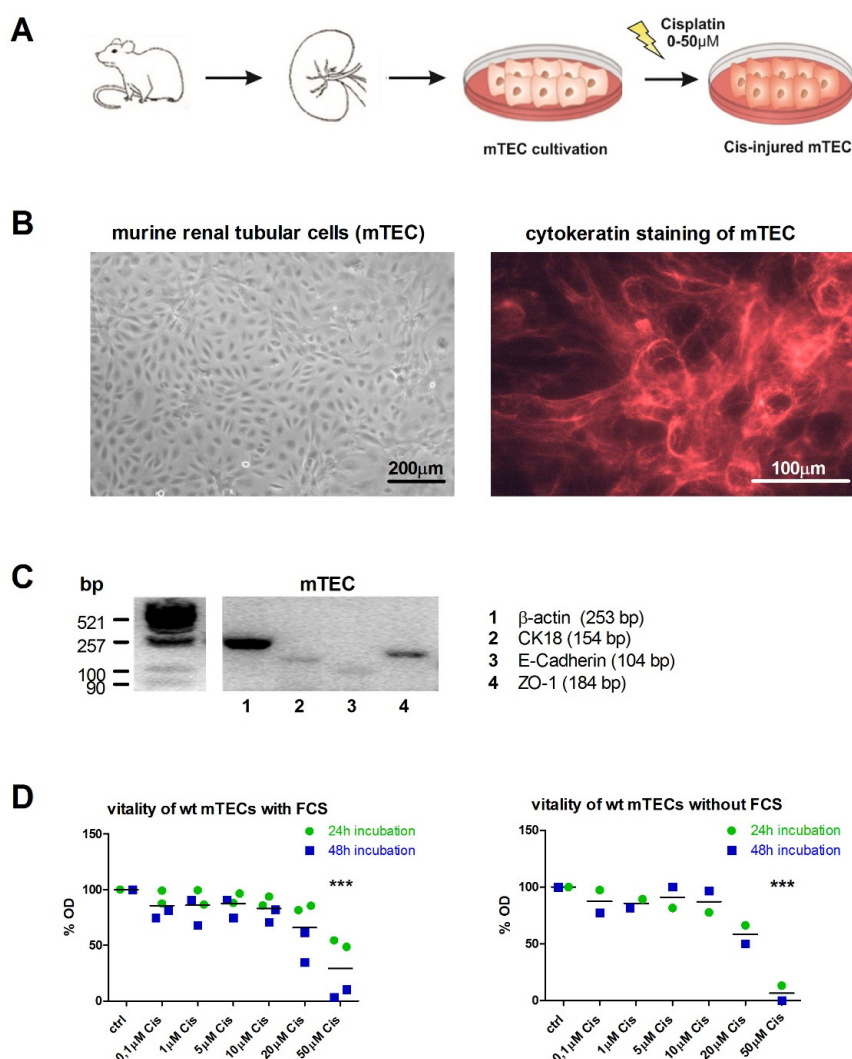 A
Cisplatin
0-50μM
mTEC cultivation
Cis-injured mTEC
B
murine renal tubular cells (mTEC)
cytokeratin staining of mTEC
200μm
100μm
C
bp
mTEC
521
257
100
90
1 2 3 4
1 β-actin (253 bp)
2 CK18 (154 bp)
3 E-Cadherin (104 bp)
4 ZO-1 (184 bp)
D
vitality of wt mTECs with FCS
24h incubation
48h incubation
***
% OD
150
100
50
0
ctrl
0,1μM Cis
1μM Cis
5μM Cis
10μM Cis
20μM Cis
50μM Cis
vitality of wt mTECs without FCS
24h incubation
48h incubation
***
% OD
150
100
50
0
ctrl
0,1μM Cis
1μM Cis
5μM Cis
10μM Cis
20μM Cis
50μM Cis